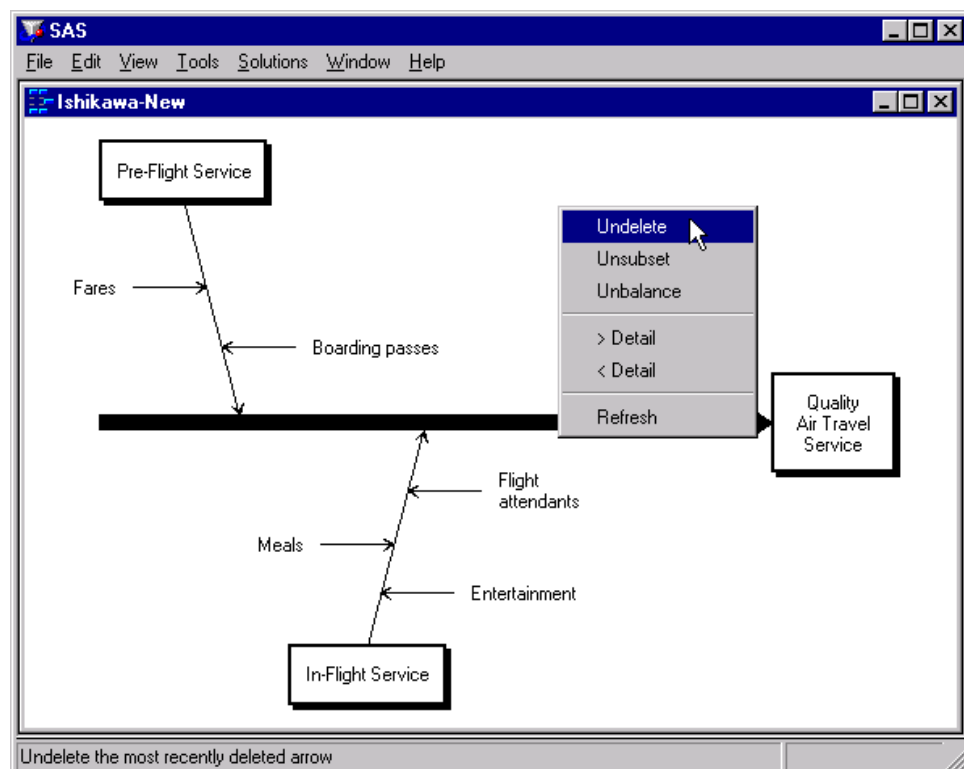 SAS
File Edit View Tools Solutions Window Help
Ishikawa-New
Pre-Flight Service
Fares
Boarding passes
Undelete
Unsubset
Unbalance
> Detail
< Detail
Refresh
Quality
Air Travel
Service
Flight
attendants
Meals
Entertainment
In-Flight Service
Undelete the most recently deleted arrow